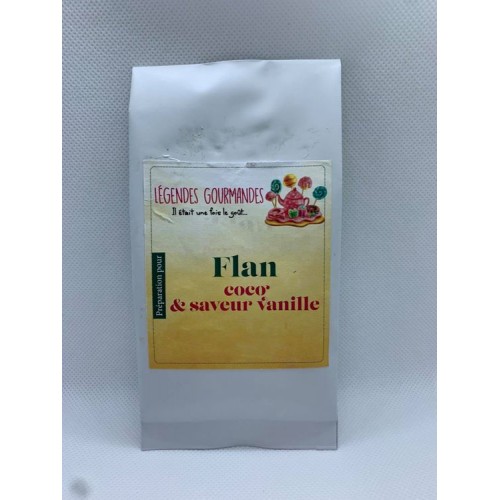 LÉGENDES GOURMANDES
Il était une fois le goût...
Préparation pour
Flan
coco
& saveur vanille